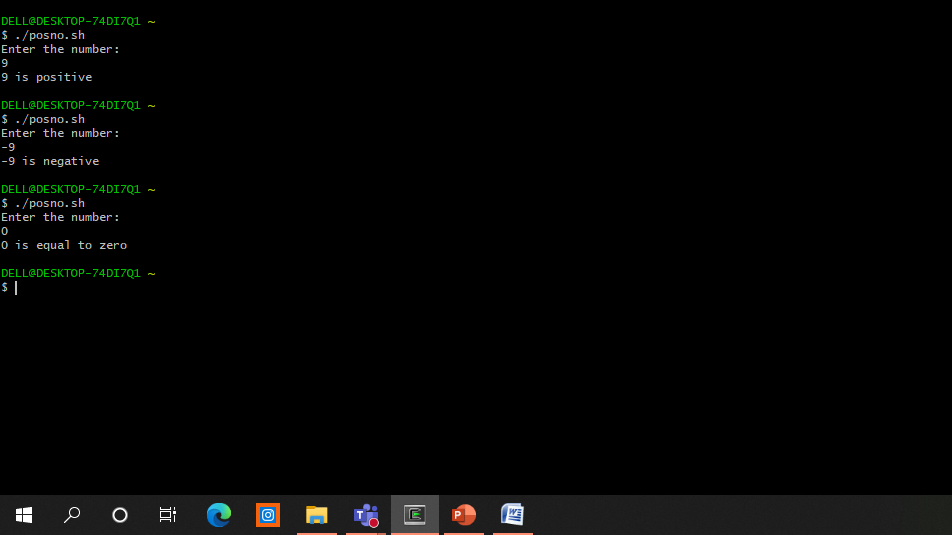 DELL@DESKTOP-74DI7Q1 ~
$ ./posno.sh
Enter the number:
9
9 is positive
DELL@DESKTOP-74DI7Q1 ~
$ ./posno.sh
Enter the number:
-9
-9 is negative
DELL@DESKTOP-74DI7Q1 ~
$ ./posno.sh
Enter the number:
0
0 is equal to zero
DELL@DESKTOP-74DI7Q1 ~
$